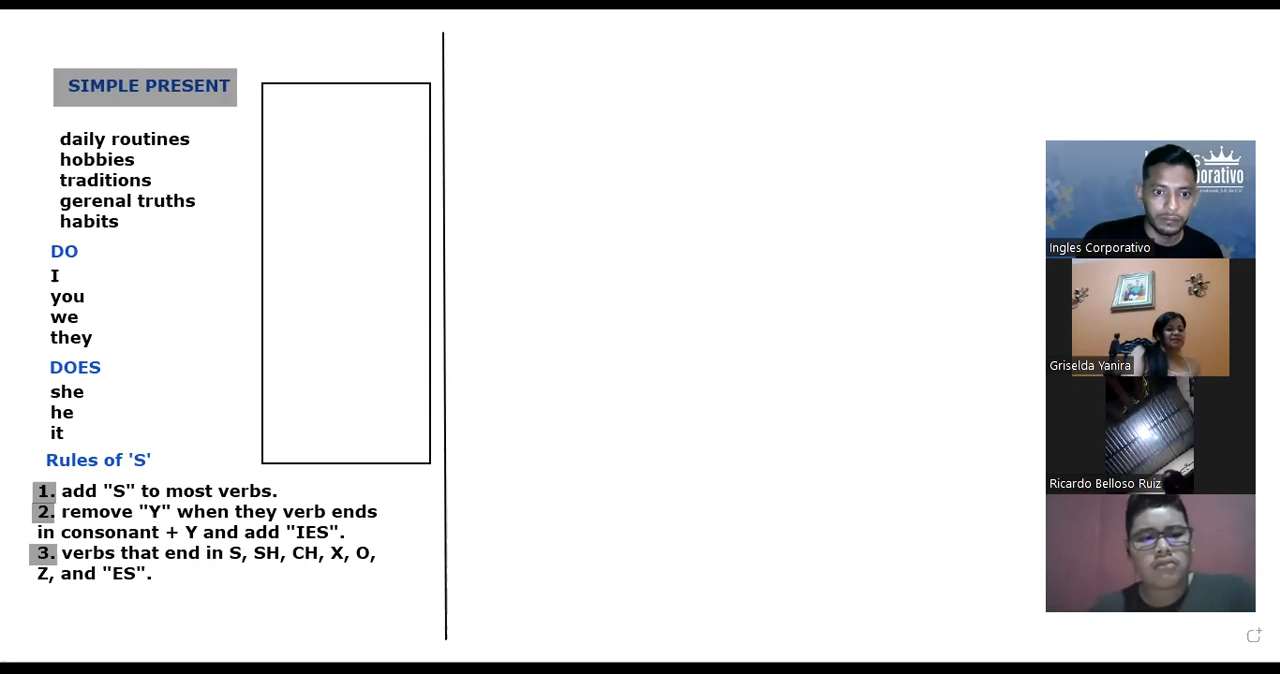 SIMPLE PRESENT
daily routines
hobbies
traditions
gerenal truths
habits
DO
I
you
we
they
DOES
she
he
it
Rules of 'S'
1. add "S" to most verbs.
2. remove "Y" when they verb ends
in consonant + Y and add "IES".
3. verbs that end in S, SH, CH, X, O,
Z, and "ES".
Ingles Corporativo
Griselda Yanira
Ricardo Belloso Ruiz